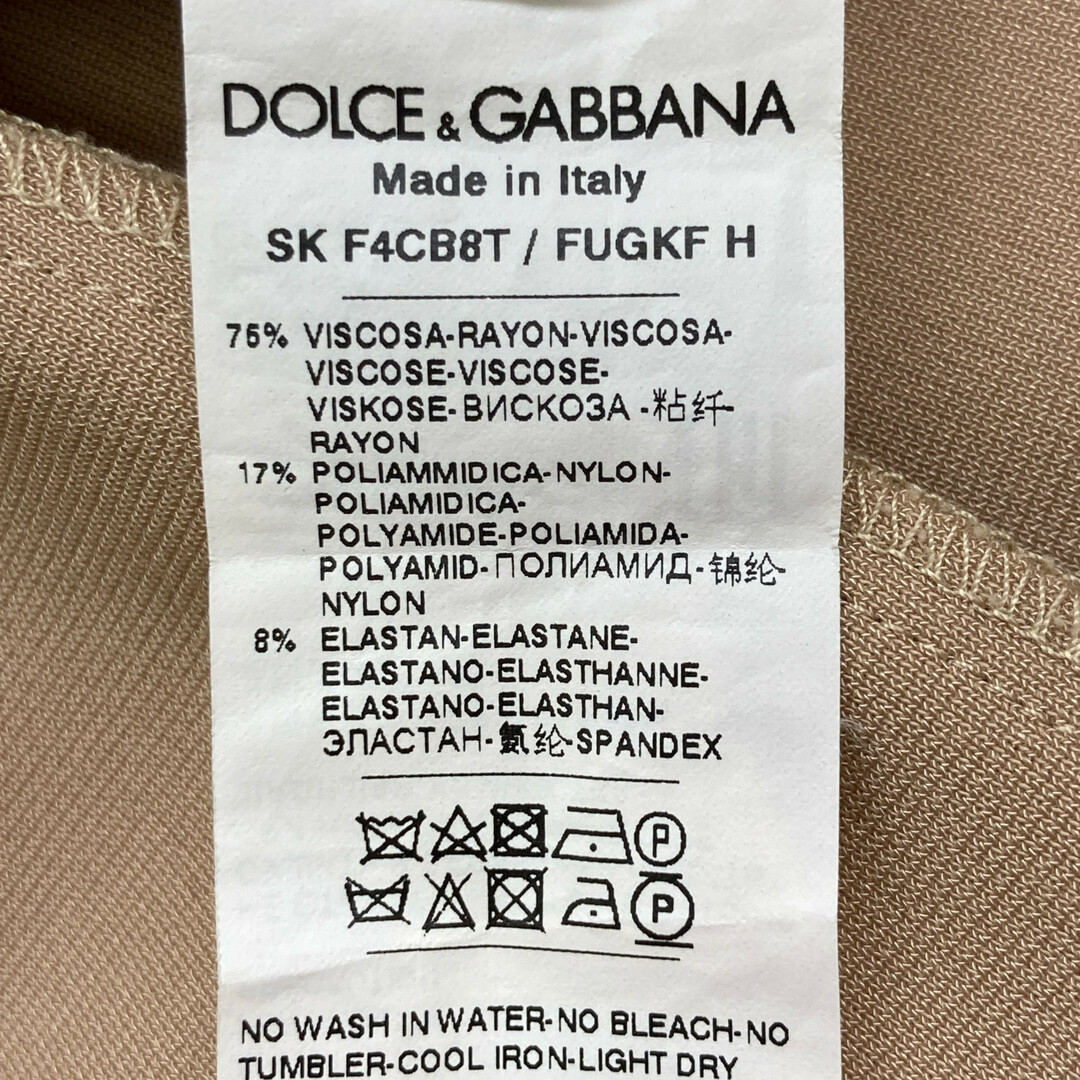 DOLCE & GABBANA
Made in Italy
SK F4CB8T / FUGKF H
75% VISCOSA-RAYON-VISCOSA-
VISCOSE-VISCOSE-
VISKOSE-ВИСКОЗА -粘纤-
RAYON
17% POLIAMMIDICA-NYLON-
POLIAMIDICA-
POLYAMIDE-POLIAMIDA-
POLYAMID-ПОЛИАМИД-锦纶-
NYLON
8% ELASTAN-ELASTANE-
ELASTANO-ELASTHANNE-
ELASTANO-ELASTHAN-
ЭЛАСТАН-氨纶-SPANDEX
P
P
NO WASH IN WATER-NO BLEACH-NO
TUMBLER-COOL IRON-LIGHT DRY